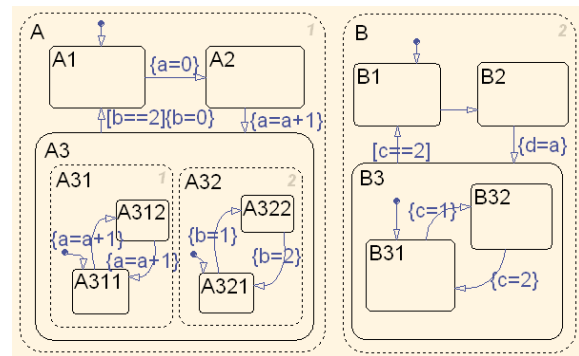 A
1
A1
{a=0}
A2
[b==2]{b=0}
{a=a+1}
A3
A31
1
A312
{a=a+1}
{a=a+1}
A311
A32
2
A322
{b=1}
{b=2}
A321
B
2
B1
B2
[c==2]
{d=a}
B3
B32
{c=1}
B31
{c=2}